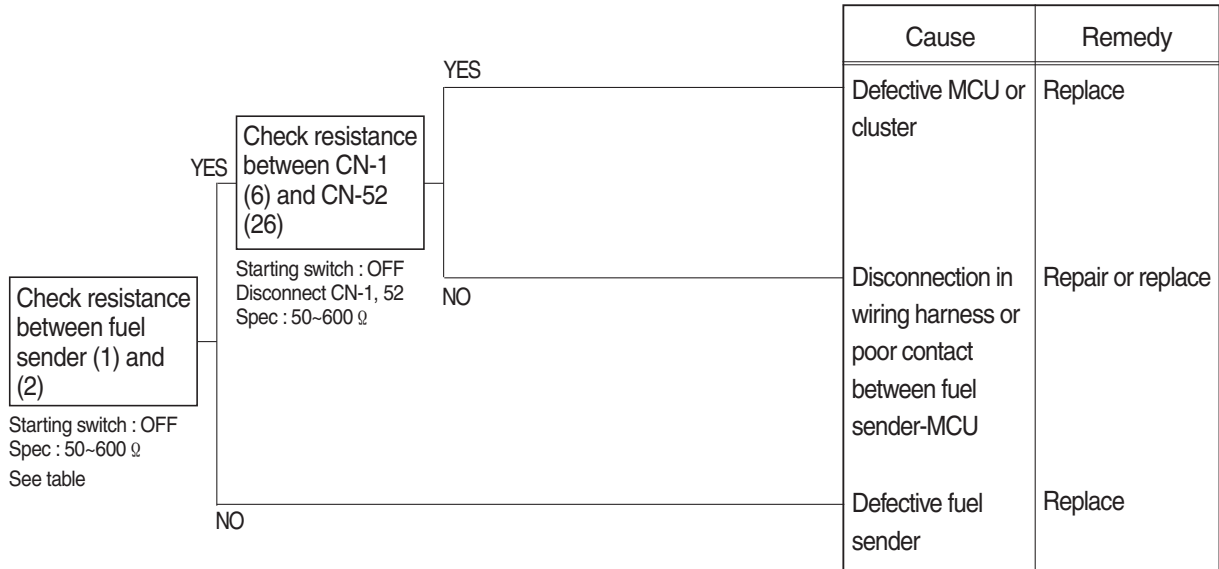 Cause
Remedy
YES
Defective MCU or
cluster
Replace
Check resistance
between CN-1
(6) and CN-52
(26)
YES
Starting switch : OFF
Disconnect CN-1, 52
Spec : 50~600 Ω
NO
Disconnection in
wiring harness or
poor contact
between fuel
sender-MCU
Repair or replace
Check resistance
between fuel
sender (1) and
(2)
Starting switch : OFF
Spec : 50~600 Ω
See table
NO
Defective fuel
sender
Replace